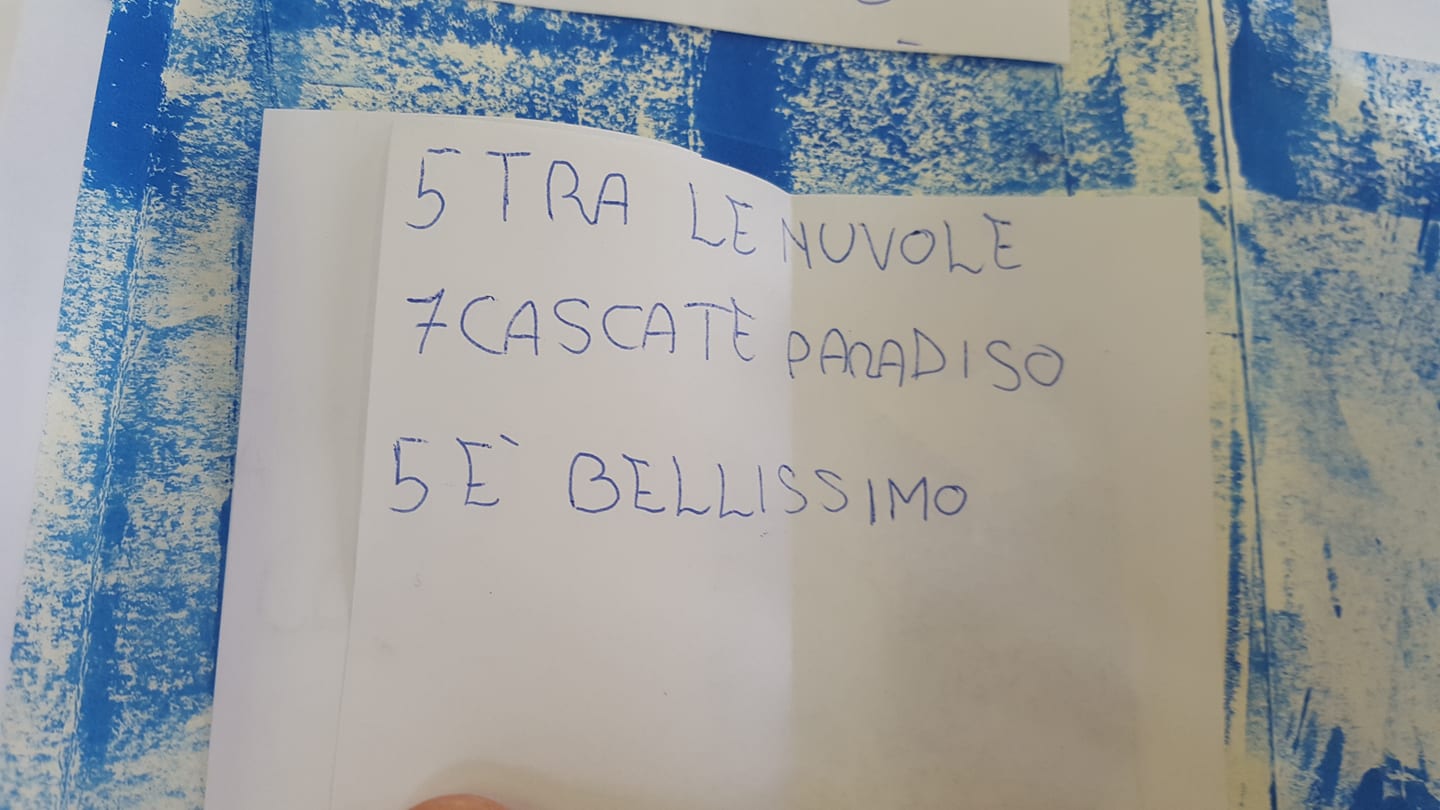 5 TRA LE NUVOLE
7 CASCATE PARADISO
5 È BELLISSIMO